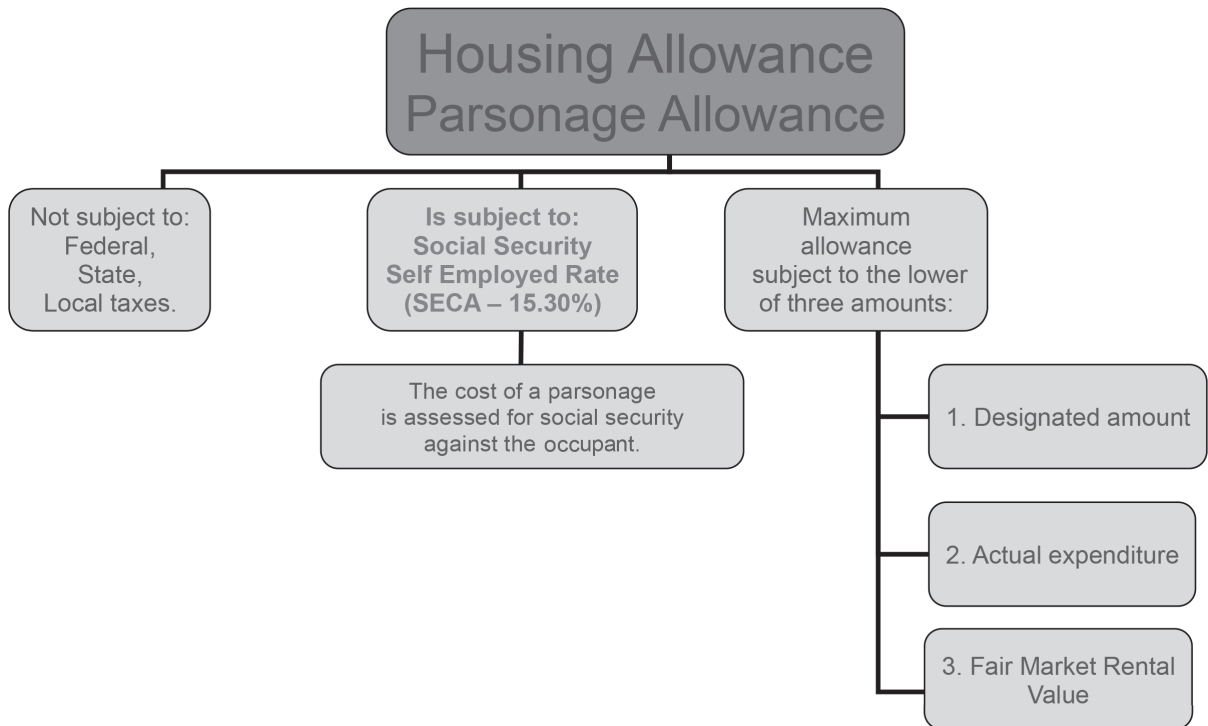 Housing Allowance
Parsonage Allowance
Not subject to:
Federal,
State,
Local taxes.
Is subject to:
Social Security
Self Employed Rate
(SECA – 15.30%)
The cost of a parsonage
is assessed for social security
against the occupant.
Maximum
allowance
subject to the lower
of three amounts:
1. Designated amount
2. Actual expenditure
3. Fair Market Rental
Value